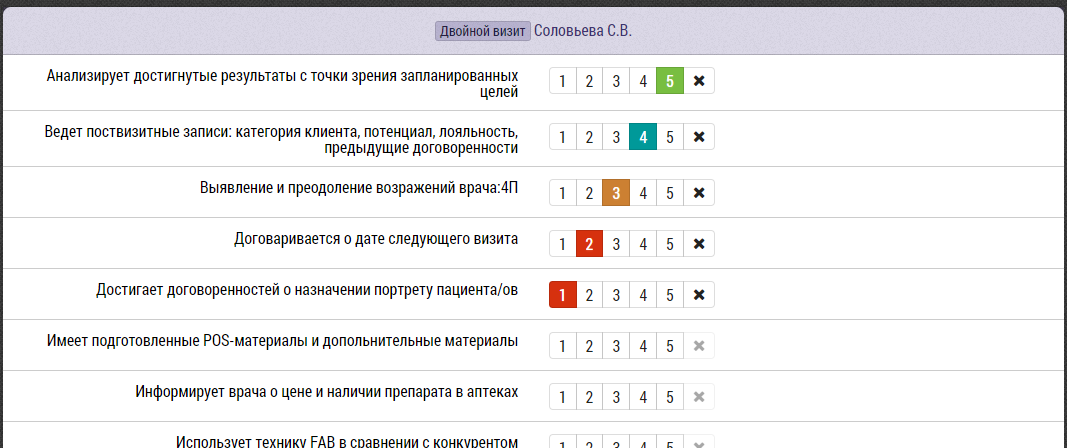 Двойной визит Соловьева С.В.
Анализирует достигнутые результаты с точки зрения запланированных
целей
1 2 3 4 5 ✖
Ведет поствизитные записи: категория клиента, потенциал, лояльность,
предыдущие договоренности
1 2 3 4 5 ✖
Выявление и преодоление возражений врача:4П
1 2 3 4 5 ✖
Договаривается о дате следующего визита
1 2 3 4 5 ✖
Достигает договоренностей о назначении портрету пациента/ов
1 2 3 4 5 ✖
Имеет подготовленные POS-материалы и допольнительные материалы
1 2 3 4 5 ✖
Информирует врача о цене и наличии препарата в аптеках
1 2 3 4 5 ✖
Использует технику FAB в сравнении с конкурентом
1 2 3 4 5 ✖